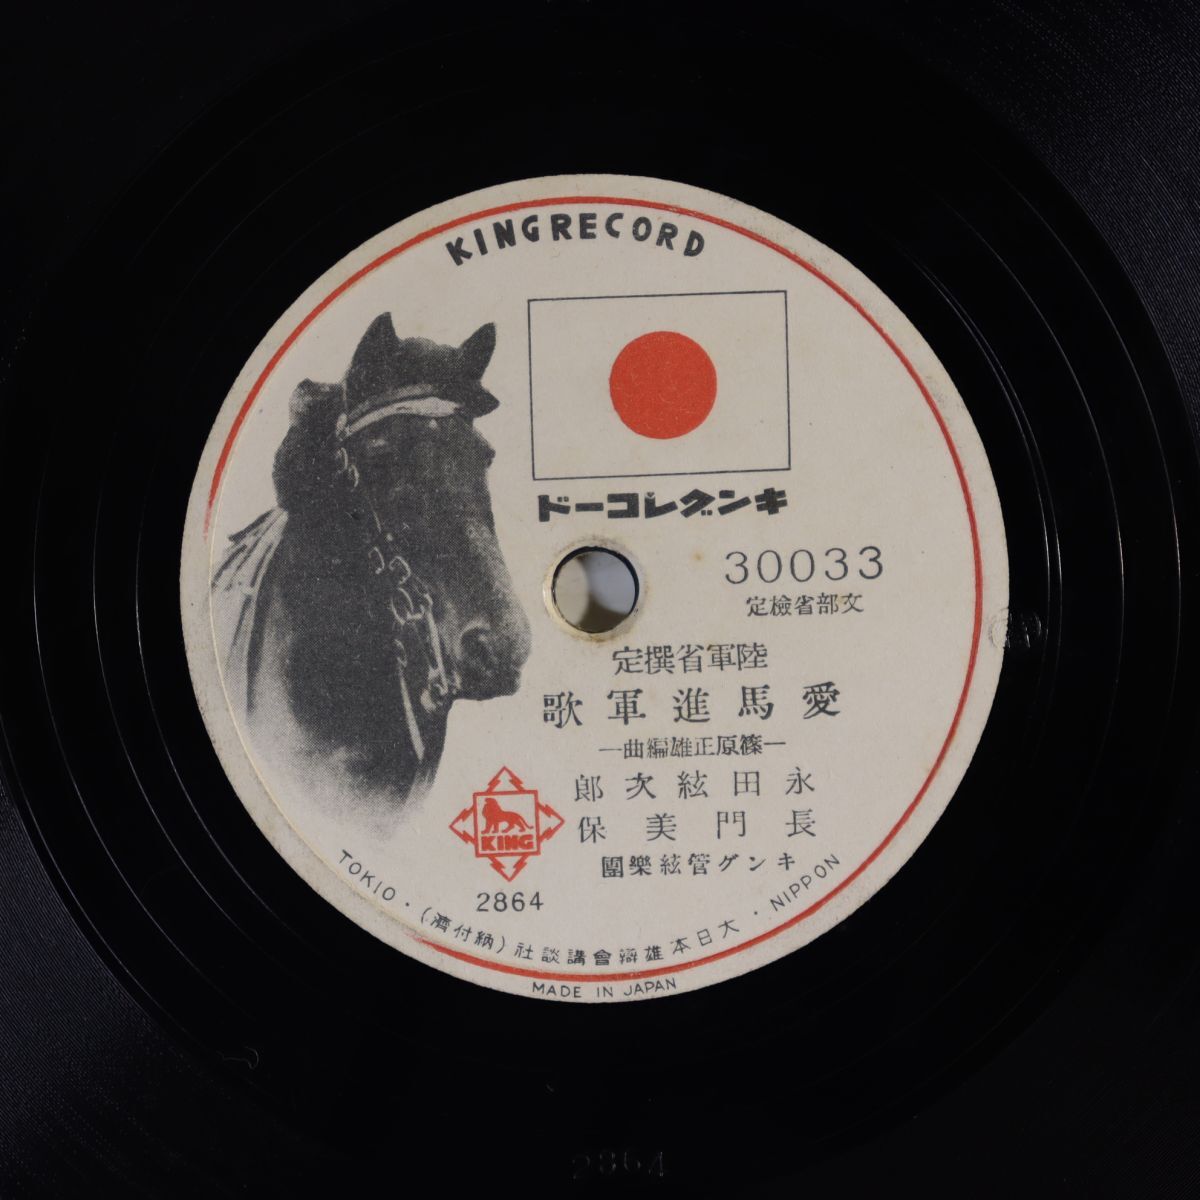 KINGRECORD
キングレコード
30033
文部省檢定
陸軍省撰定
愛馬進軍歌
―篠原正雄編曲―
永田絃次郎
長門美保
キング管絃樂團
KING
2864
TOKIO・(納付濟)社談講會辯雄本日大・NIPPON
MADE IN JAPAN
2864